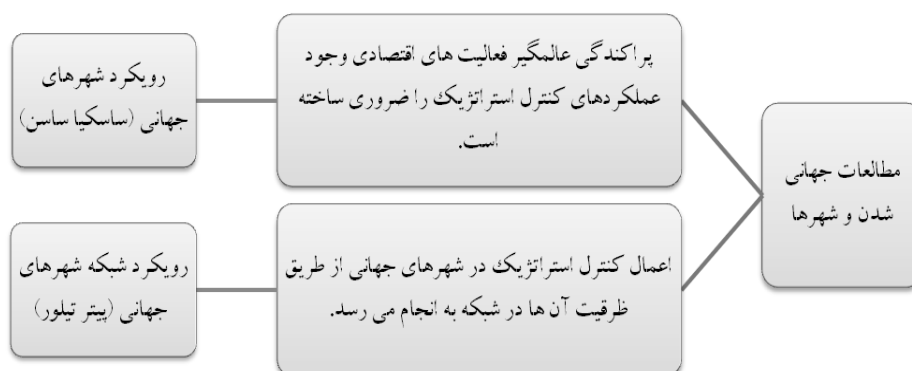 مطالعات جهانی
شدن و شهرها
پراکندگی عالمگیر فعالیت های اقتصادی وجود
عملکردهای کنترل استراتژیک را ضروری ساخته
است.
رویکرد شهرهای
جهانی (ساسکیا ساسن)
اعمال کنترل استراتژیک در شهرهای جهانی از طریق
ظرفیت آن ها در شبکه به انجام می رسد.
رویکرد شبکه شهرهای
جهانی (پیتر تیلور)